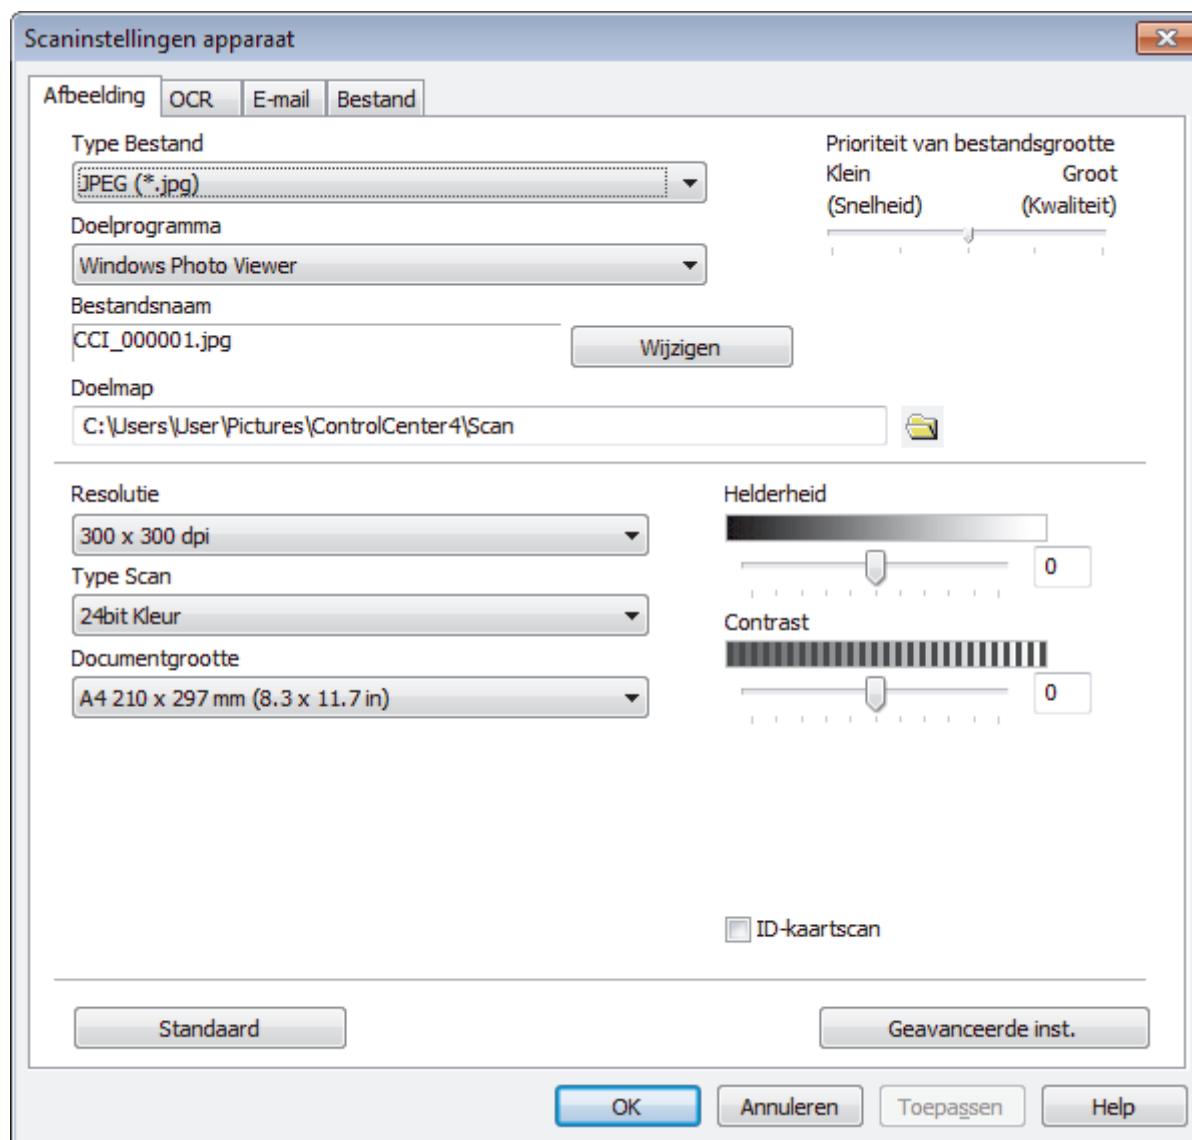 Scaninstellingen apparaat
Afbeelding OCR E-mail Bestand
Type Bestand
JPEG (*.jpg)
Doelprogramma
Windows Photo Viewer
Bestandsnaam
CCI_000001.jpg
Wijzigen
Doelmap
C:\Users\User\Pictures\ControlCenter4\Scan
Prioriteit van bestandsgrootte
Klein Groot
(Snelheid) (Kwaliteit)
Resolutie
300 x 300 dpi
Type Scan
24bit Kleur
Documentgrootte
A4 210 x 297 mm (8.3 x 11.7 in)
Helderheid
0
Contrast
0
ID-kaartscan
Standaard
Geavanceerde inst.
OK Annuleren Toepassen Help